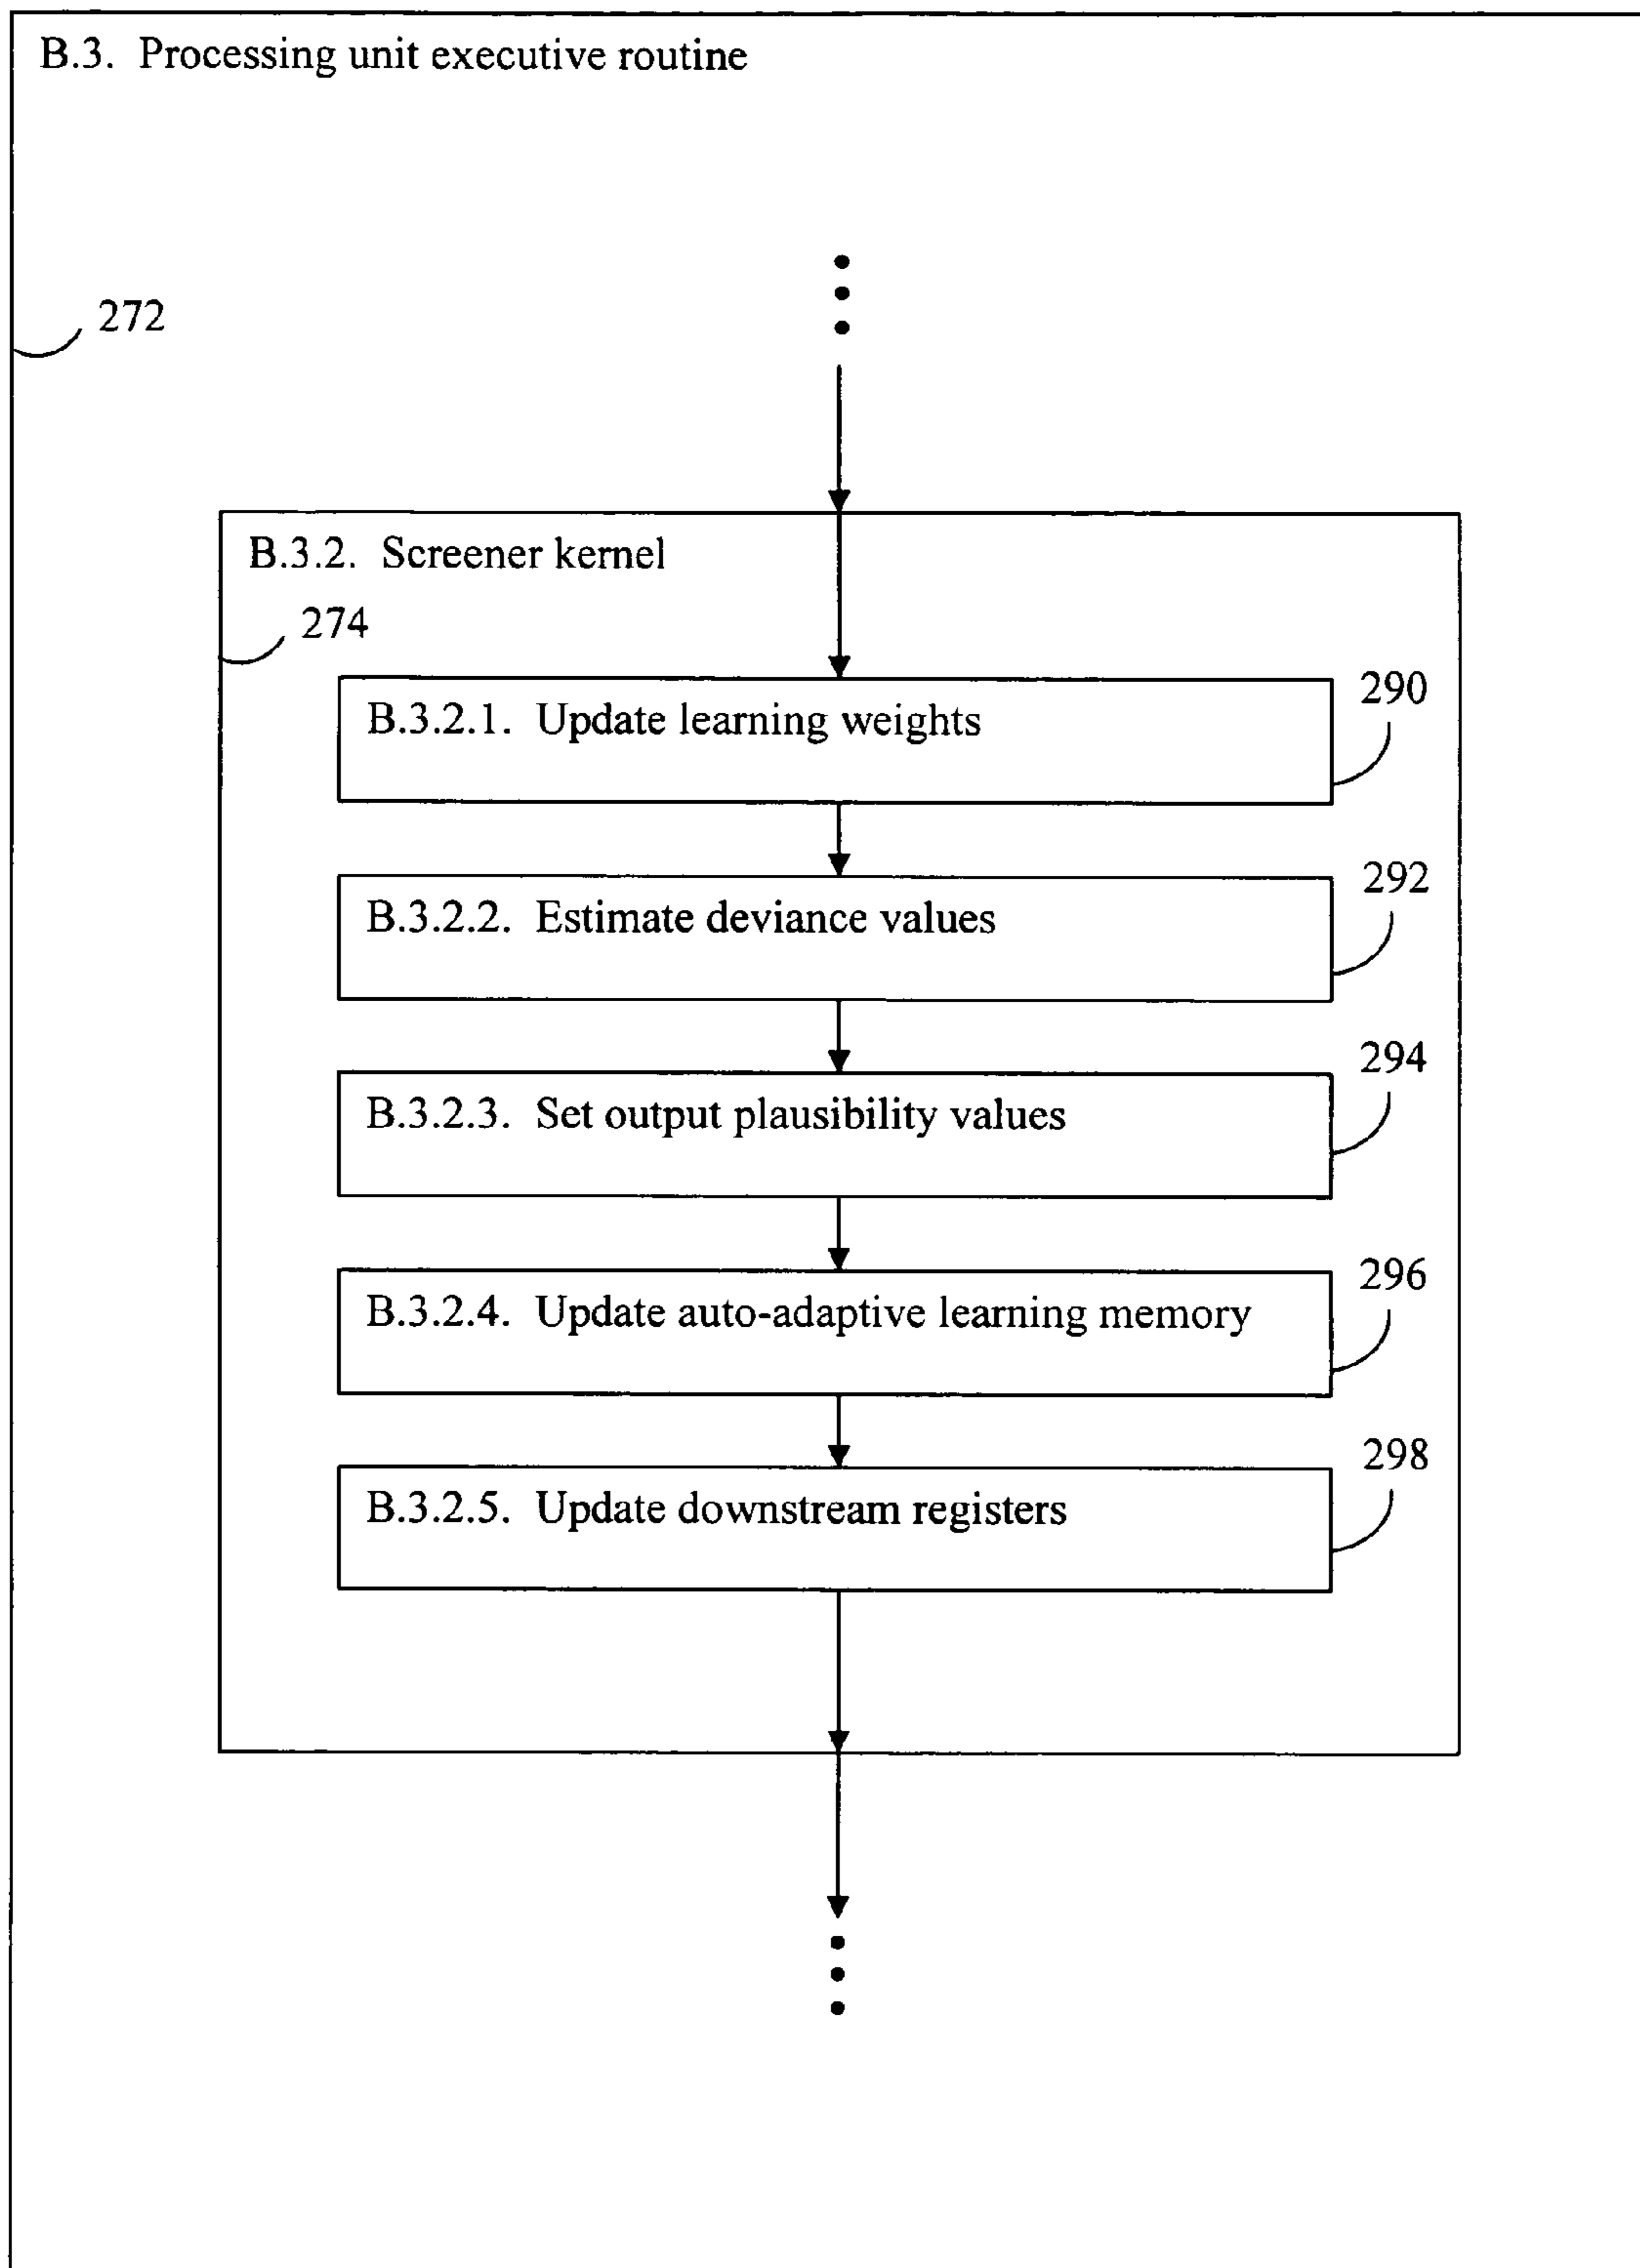 B.3. Processing unit executive routine
272
B.3.2. Screener kernel
274
290
B.3.2.1. Update learning weights
292
B.3.2.2. Estimate deviance values
294
B.3.2.3. Set output plausibility values
296
B.3.2.4. Update auto-adaptive learning memory
298
B.3.2.5. Update downstream registers